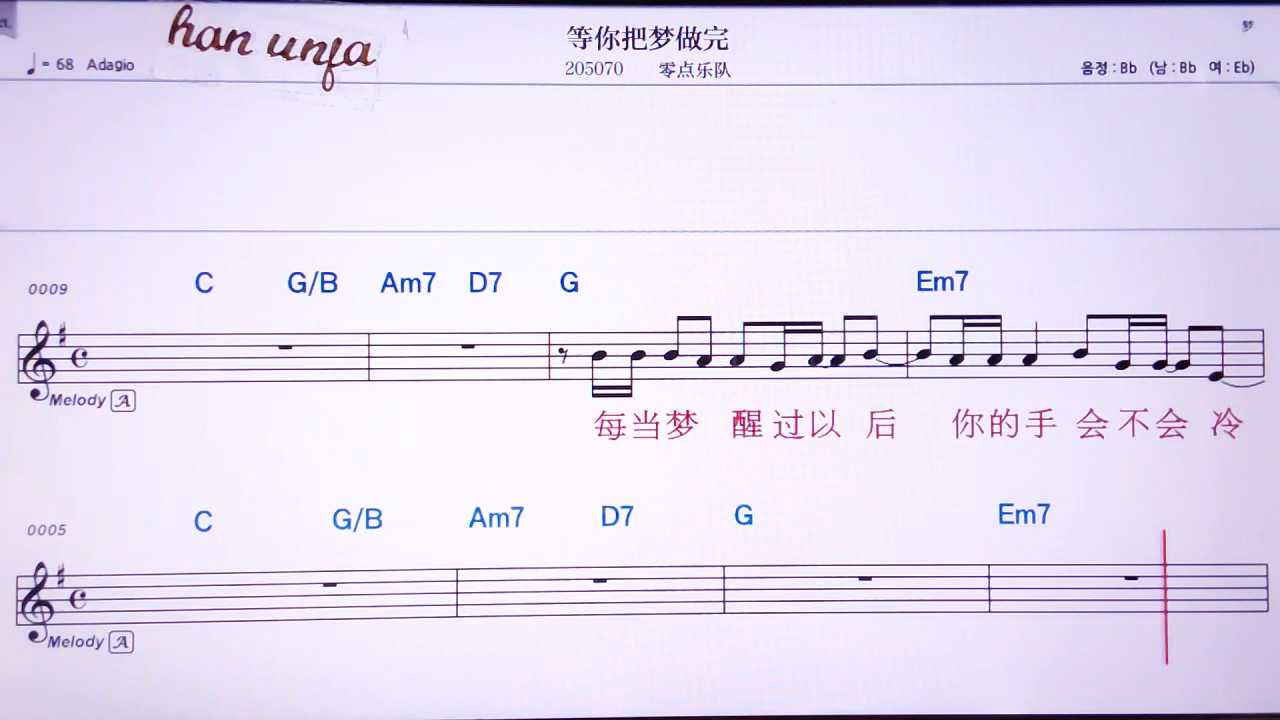 han unfa
等你把梦做完
♩= 68 Adagio
205070 零点乐队
음정 : Bb (남 : Bb 여 : Eb)
C G/B Am7 D7 G Em7
0009
Melody A
每当梦 醒过以 后 你的手 会不会 冷
C G/B Am7 D7 G Em7
0005
Melody A